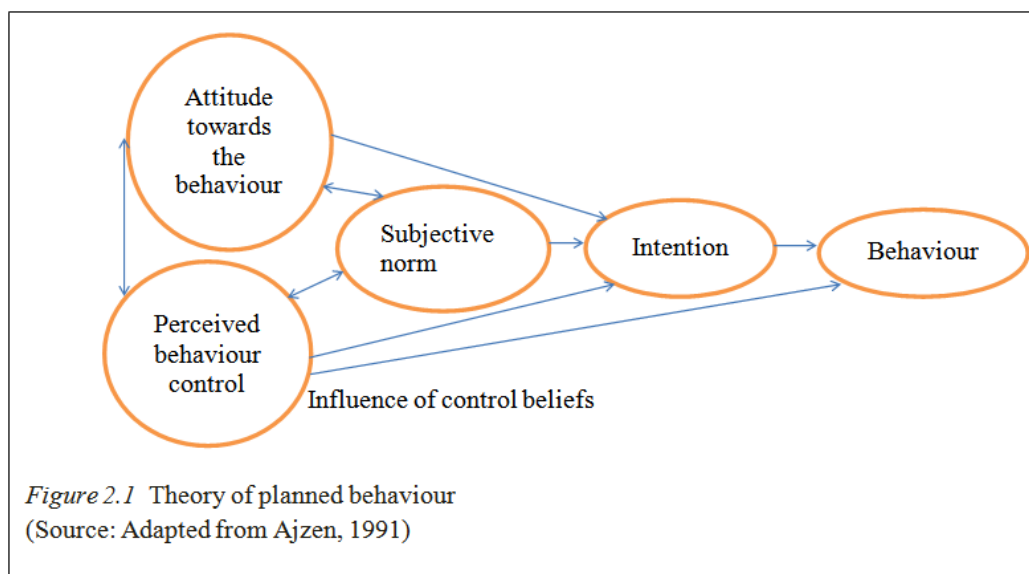 Attitude
towards
the
behaviour
Subjective
norm
Intention
Behaviour
Perceived
behaviour
control
Influence of control beliefs
Figure 2.1 Theory of planned behaviour
(Source: Adapted from Ajzen, 1991)